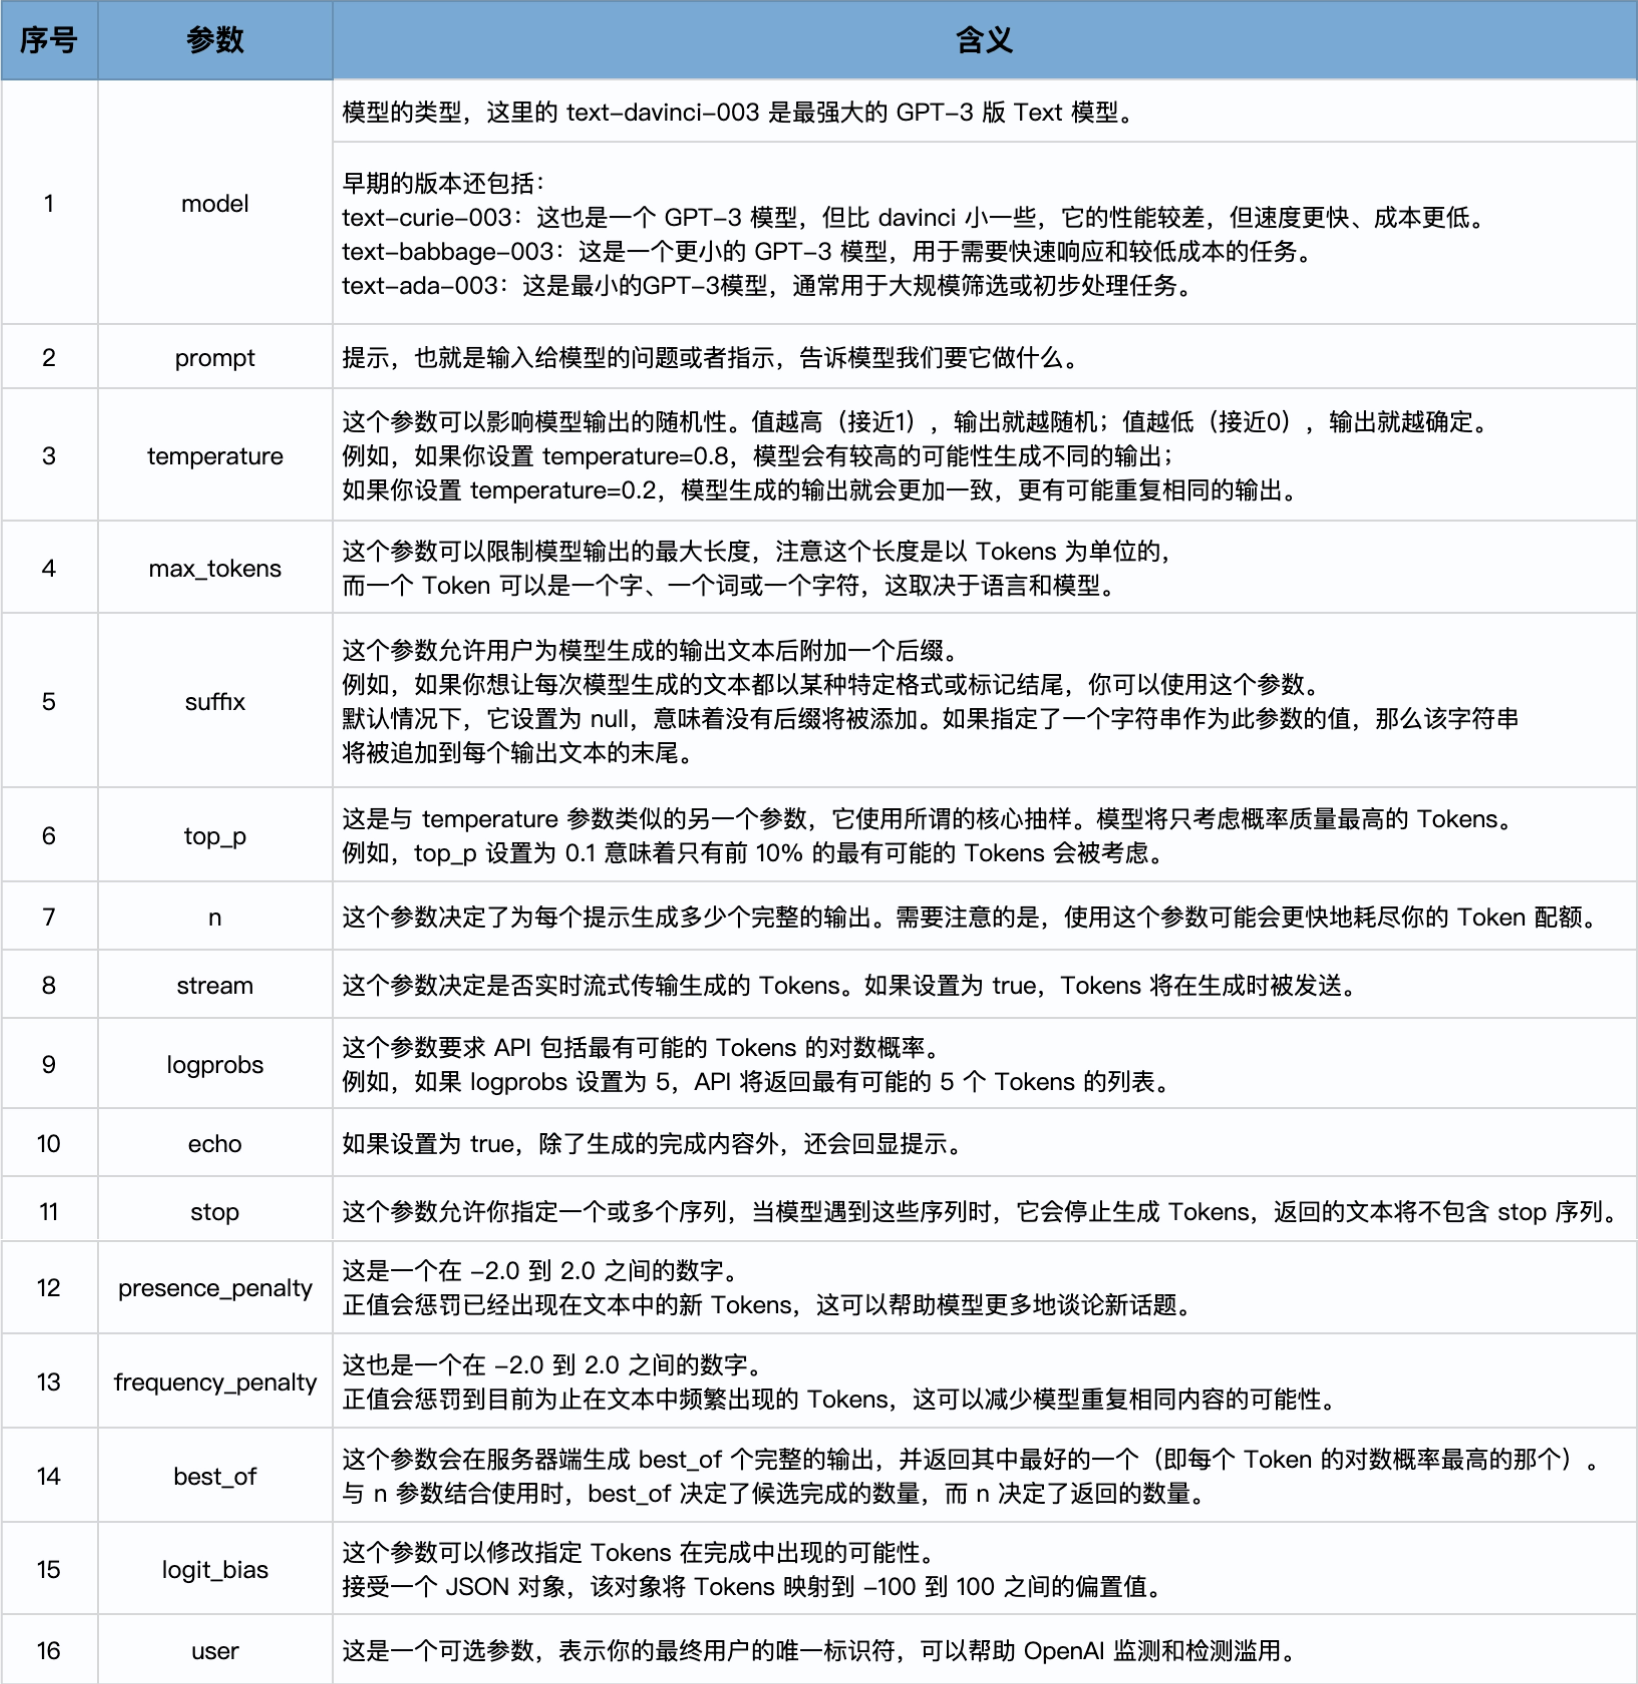 序号 参数 含义
1 model 模型的类型，这里的 text-davinci-003 是最强大的 GPT-3 版 Text 模型。
早期的版本还包括：
text-curie-003：这也是一个 GPT-3 模型，但比 davinci 小一些，它的性能较差，但速度更快、成本更低。
text-babbage-003：这是一个更小的 GPT-3 模型，用于需要快速响应和较低成本的任务。
text-ada-003：这是最小的GPT-3模型，通常用于大规模筛选或初步处理任务。
2 prompt 提示，也就是输入给模型的问题或者指示，告诉模型我们要它做什么。
3 temperature 这个参数可以影响模型输出的随机性。值越高（接近1），输出就越随机；值越低（接近0），输出就越确定。
例如，如果你设置 temperature=0.8，模型会有较高的可能性生成不同的输出；
如果你设置 temperature=0.2，模型生成的输出就会更加一致，更有可能重复相同的输出。
4 max_tokens 这个参数可以限制模型输出的最大长度，注意这个长度是以 Tokens 为单位的，
而一个 Token 可以是一个字、一个词或一个字符，这取决于语言和模型。
5 suffix 这个参数允许用户为模型生成的输出文本后附加一个后缀。
例如，如果你想让每次模型生成的文本都以某种特定格式或标记结尾，你可以使用这个参数。
默认情况下，它设置为 null，意味着没有后缀将被添加。如果指定了一个字符串作为此参数的值，那么该字符串
将被追加到每个输出文本的末尾。
6 top_p 这是与 temperature 参数类似的另一个参数，它使用所谓的核心抽样。模型将只考虑概率质量最高的 Tokens。
例如，top_p 设置为 0.1 意味着只有前 10% 的最有可能的 Tokens 会被考虑。
7 n 这个参数决定了为每个提示生成多少个完整的输出。需要注意的是，使用这个参数可能会更快地耗尽你的 Token 配额。
8 stream 这个参数决定是否实时流式传输生成的 Tokens。如果设置为 true，Tokens 将在生成时被发送。
9 logprobs 这个参数要求 API 包括最有可能的 Tokens 的对数概率。
例如，如果 logprobs 设置为 5，API 将返回最有可能的 5 个 Tokens 的列表。
10 echo 如果设置为 true，除了生成的完成内容外，还会回显提示。
11 stop 这个参数允许你指定一个或多个序列，当模型遇到这些序列时，它会停止生成 Tokens，返回的文本将不包含 stop 序列。
12 presence_penalty 这是一个在 -2.0 到 2.0 之间的数字。
正值会惩罚已经出现在文本中的新 Tokens，这可以帮助模型更多地谈论新话题。
13 frequency_penalty 这也是一个在 -2.0 到 2.0 之间的数字。
正值会惩罚到目前为止在文本中频繁出现的 Tokens，这可以减少模型重复相同内容的可能性。
14 best_of 这个参数会在服务器端生成 best_of 个完整的输出，并返回其中最好的一个（即每个 Token 的对数概率最高的那个）。
与 n 参数结合使用时，best_of 决定了候选完成的数量，而 n 决定了返回的数量。
15 logit_bias 这个参数可以修改指定 Tokens 在完成中出现的可能性。
接受一个 JSON 对象，该对象将 Tokens 映射到 -100 到 100 之间的偏置值。
16 user 这是一个可选参数，表示你的最终用户的唯一标识符，可以帮助 OpenAI 监测和检测滥用。